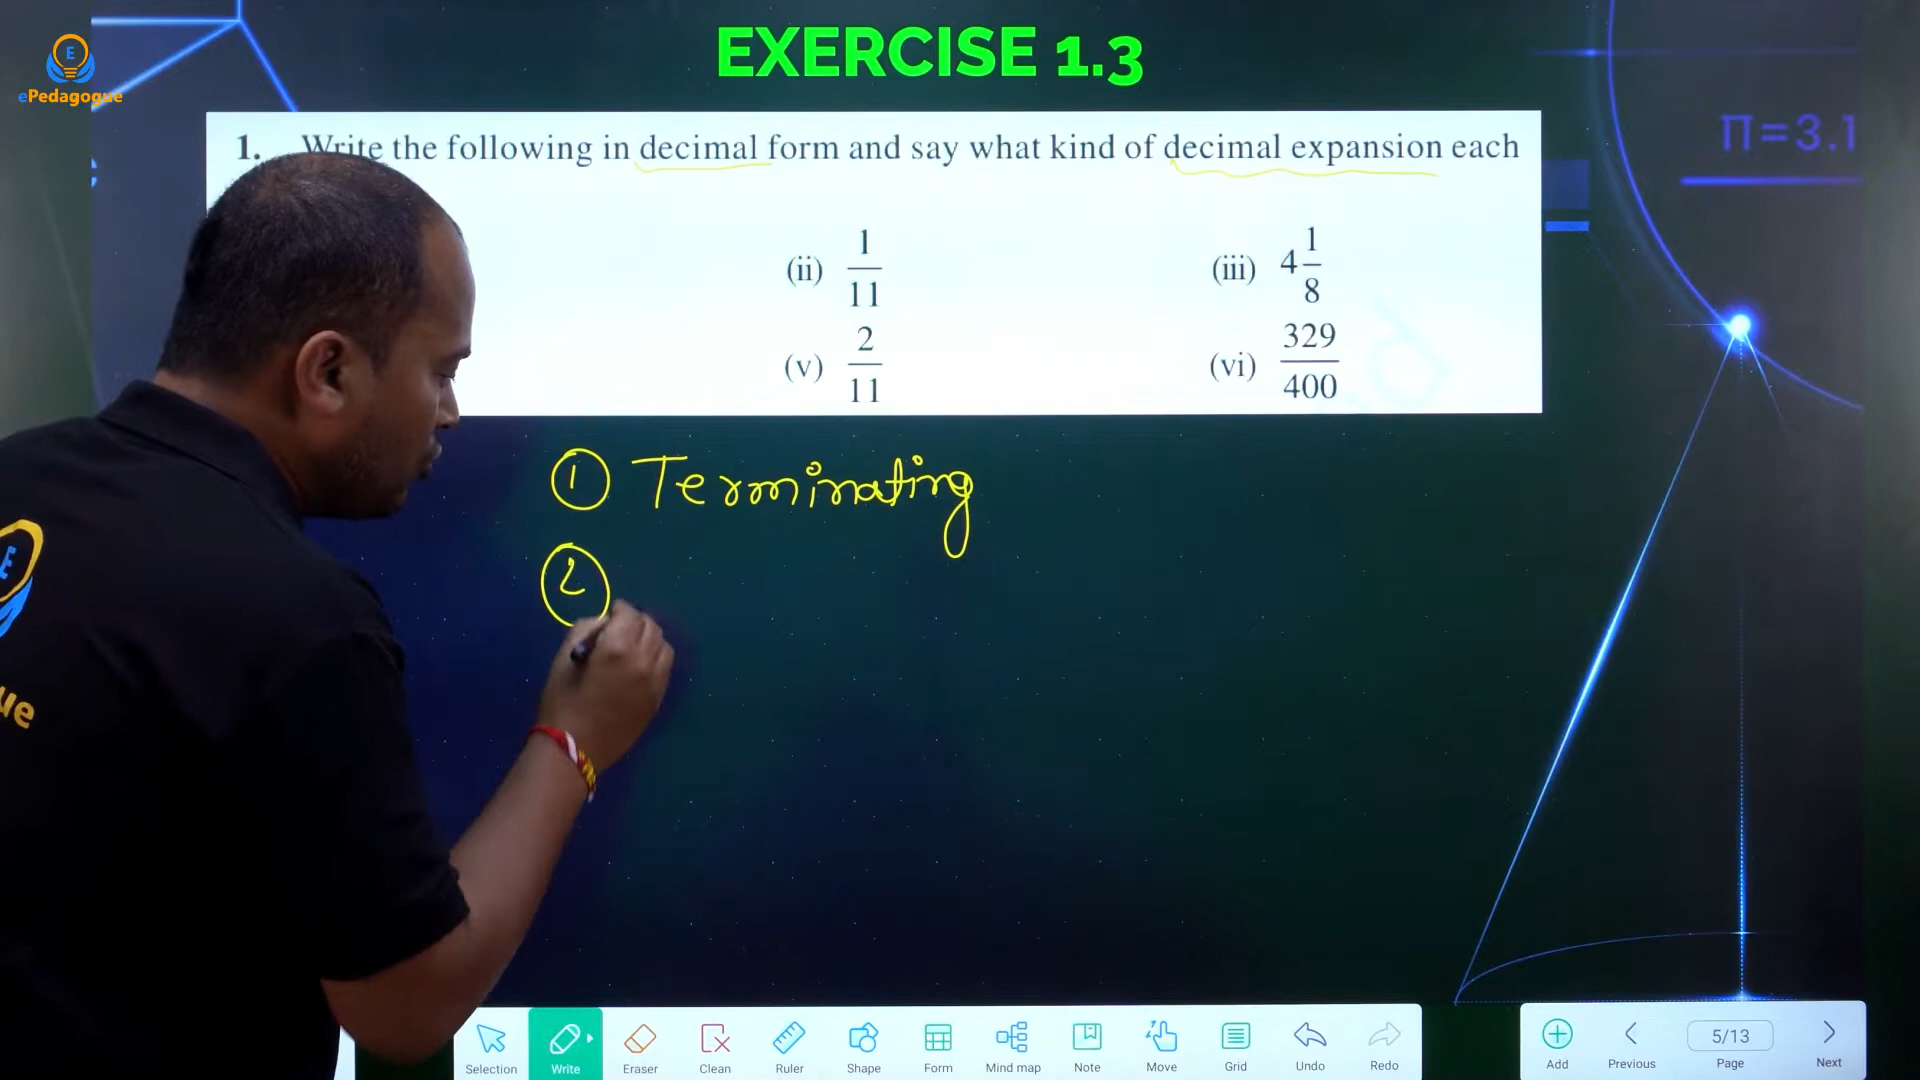 E
ePedagogue
EXERCISE 1.3
Π=3.1
1. Write the following in decimal form and say what kind of decimal expansion each
(ii) 1/11
(iii) 4 1/8
(v) 2/11
(vi) 329/400
① Terminating
②
E
ue
Selection
Write
Eraser
Clean
Ruler
Shape
Form
Mind map
Note
Move
Grid
Undo
Redo
Add
Previous
5/13
Page
Next